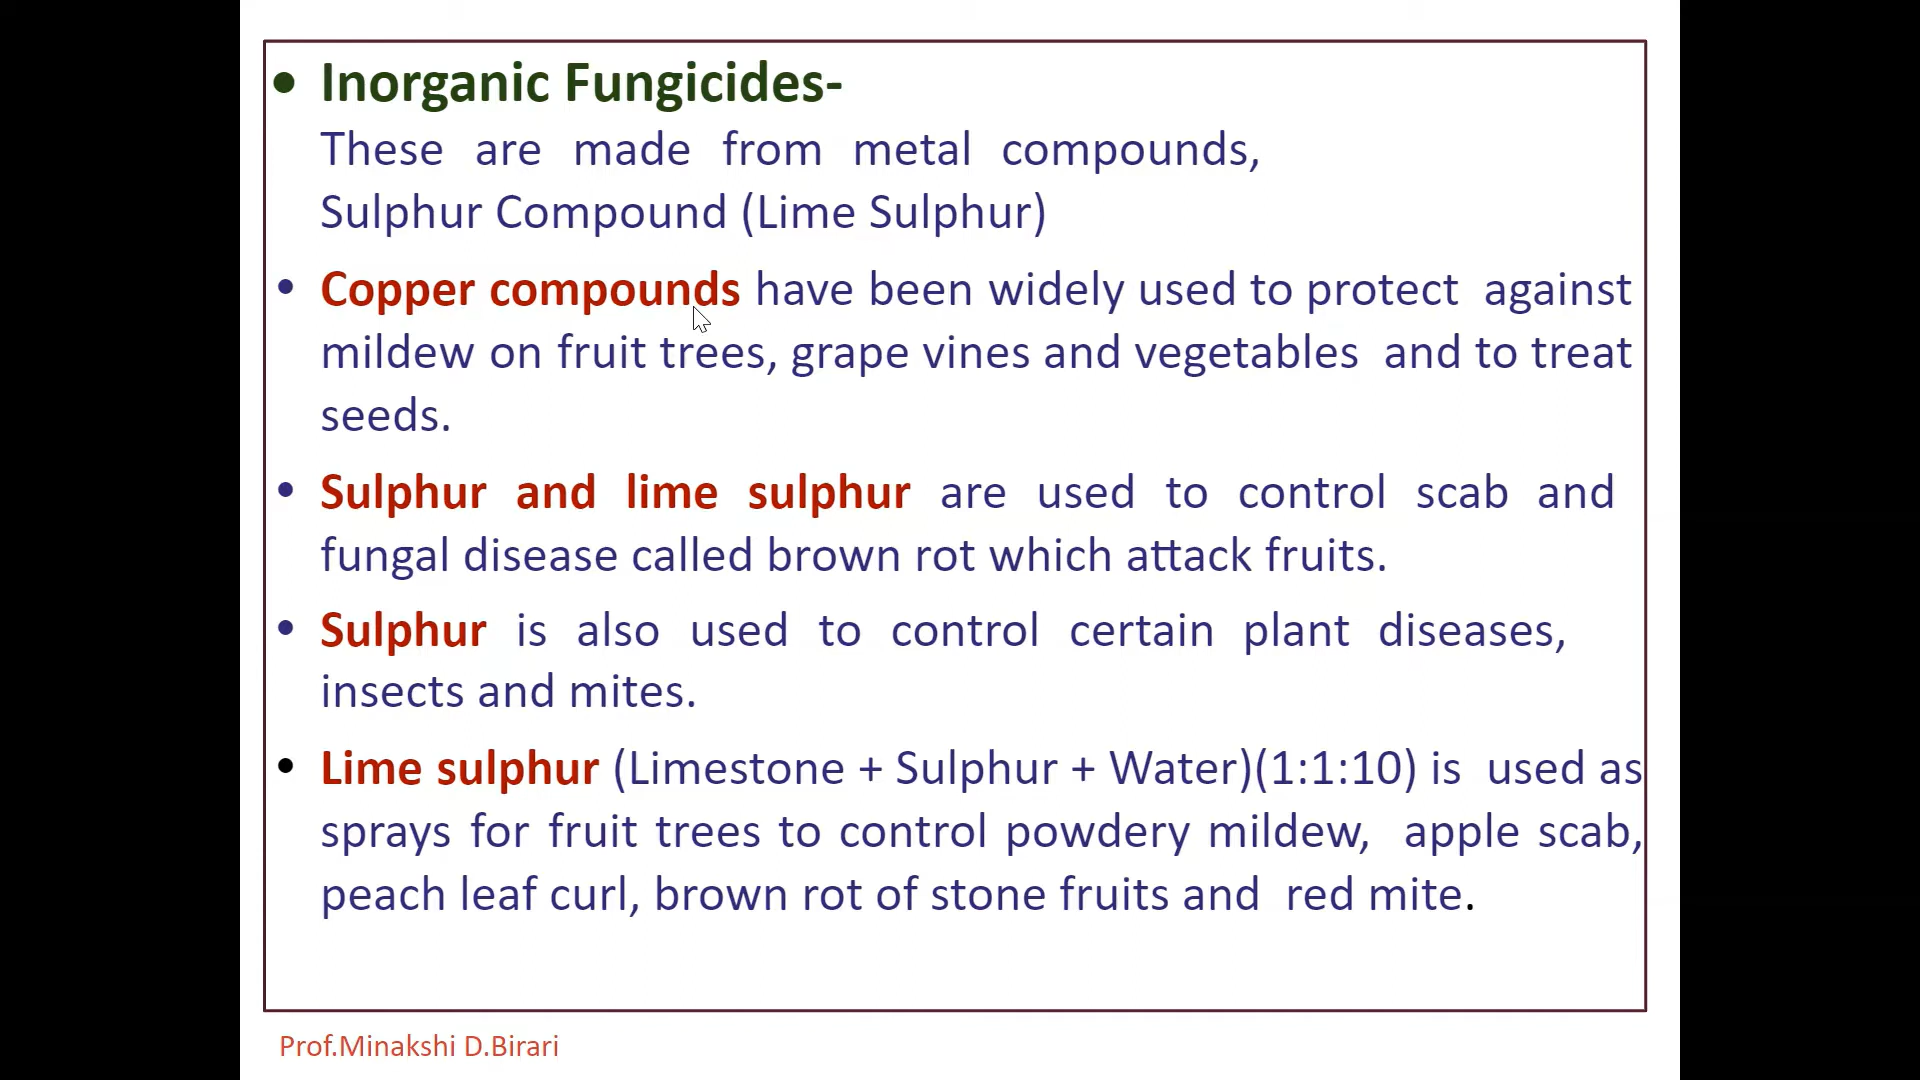 • Inorganic Fungicides-
These are made from metal compounds,
Sulphur Compound (Lime Sulphur)
• Copper compounds have been widely used to protect against
mildew on fruit trees, grape vines and vegetables and to treat
seeds.
• Sulphur and lime sulphur are used to control scab and
fungal disease called brown rot which attack fruits.
• Sulphur is also used to control certain plant diseases,
insects and mites.
• Lime sulphur (Limestone + Sulphur + Water)(1:1:10) is used as
sprays for fruit trees to control powdery mildew, apple scab,
peach leaf curl, brown rot of stone fruits and red mite.
Prof.Minakshi D.Birari